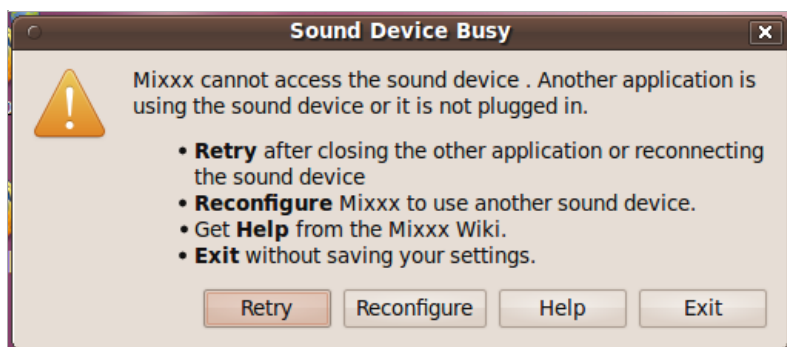 Sound Device Busy
Mixxx cannot access the sound device . Another application is
using the sound device or it is not plugged in.
• Retry after closing the other application or reconnecting
the sound device
• Reconfigure Mixxx to use another sound device.
• Get Help from the Mixxx Wiki.
• Exit without saving your settings.
Retry Reconfigure Help Exit